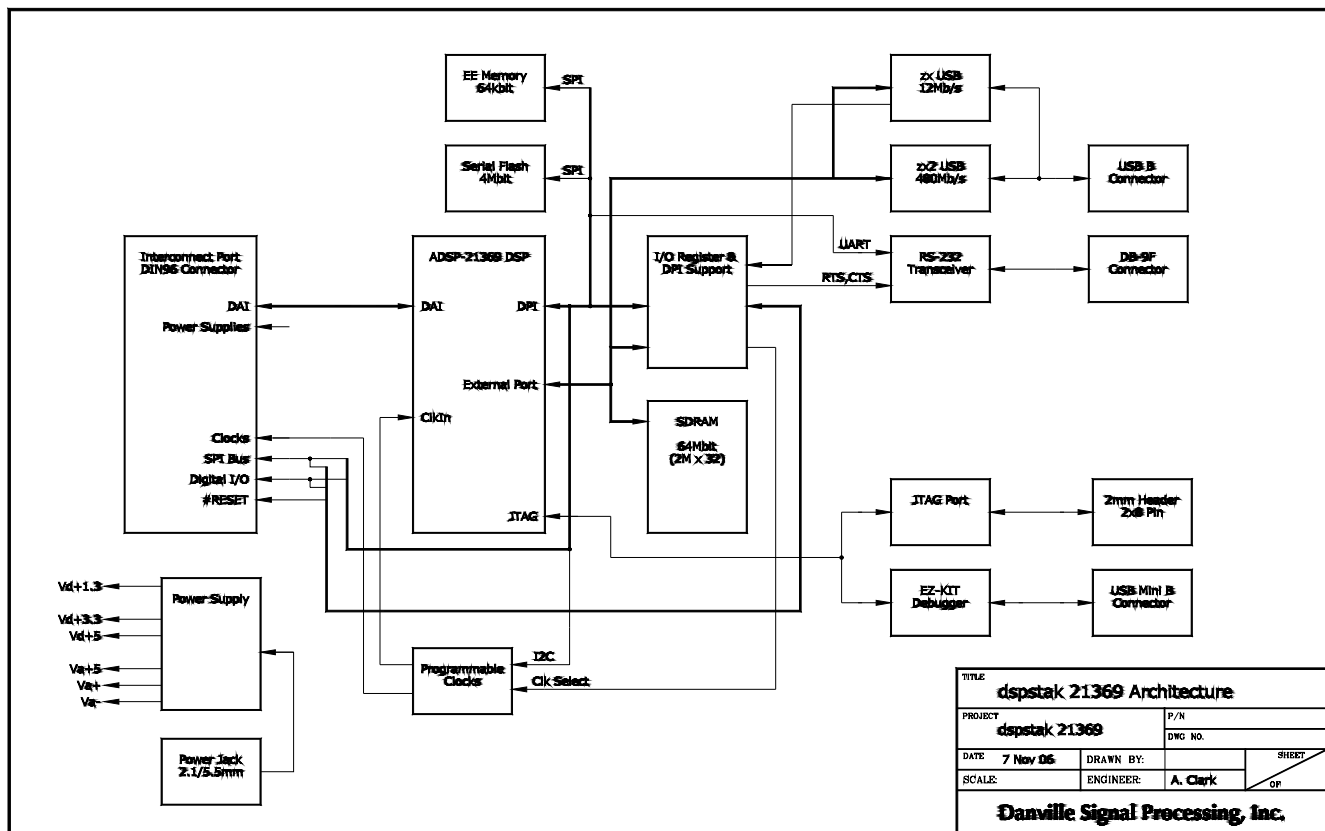 EE Memory
64kbit
SPI
zx USB
12Mb/s
Serial Flash
4Mbit
SPI
zx2 USB
480Mb/s
USB B
Connector
Interconnect Port
DIN96 Connector
DAI
Power Supplies
Clocks
SPI Bus
Digital I/O
#RESET
ADSP-21369 DSP
DAI
DPI
External Port
ClkIn
JTAG
I/O Register &
DPI Support
UART
RTS,CTS
RS-232
Transceiver
DB-9F
Connector
SDRAM
64Mbit
(2M x 32)
JTAG Port
2mm Header
2x8 Pin
EZ-KIT
Debugger
USB Mini B
Connector
Vd+1.3
Vd+3.3
Vd+5
Va+5
Va+
Va-
Power Supply
Power Jack
2.1/5.5mm
Programmable
Clocks
I2C
Clk Select
TITLE
dspstak 21369 Architecture
PROJECT
dspstak 21369
P/N
DWG NO.
DATE 7 Nov 06
DRAWN BY:
SHEET
OF
SCALE:
ENGINEER: A. Clark
Danville Signal Processing, Inc.